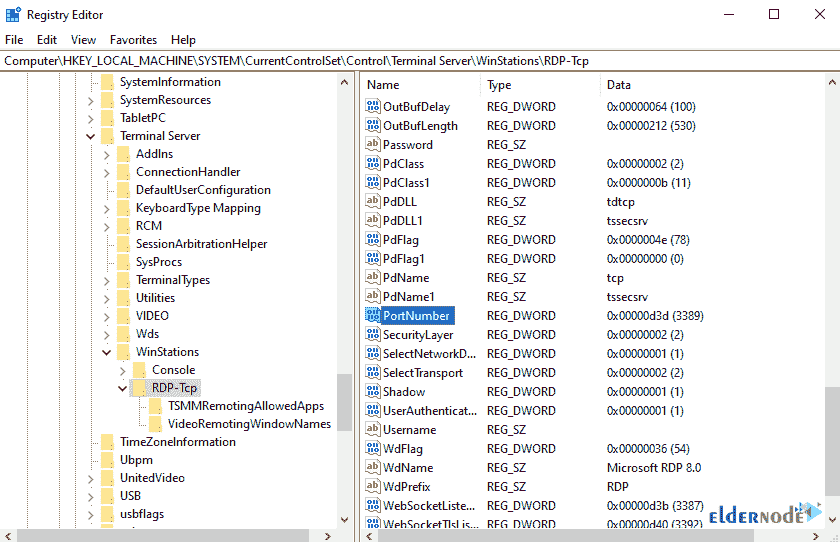 Registry Editor
File Edit View Favorites Help
Computer\HKEY_LOCAL_MACHINE\SYSTEM\CurrentControlSet\Control\Terminal Server\WinStations\RDP-Tcp
SystemInformation
SystemResources
TabletPC
Terminal Server
AddIns
ConnectionHandler
DefaultUserConfiguration
KeyboardType Mapping
RCM
SessionArbitrationHelper
SysProcs
TerminalTypes
Utilities
VIDEO
Wds
WinStations
Console
RDP-Tcp
TSMMRemotingAllowedApps
VideoRemotingWindowNames
TimeZoneInformation
Ubpm
UnitedVideo
USB
usbflags
Name Type Data
OutBufDelay REG_DWORD 0x00000064 (100)
OutBufLength REG_DWORD 0x00000212 (530)
Password REG_SZ
PdClass REG_DWORD 0x00000002 (2)
PdClass1 REG_DWORD 0x0000000b (11)
PdDLL REG_SZ tdtcp
PdDLL1 REG_SZ tssecsrv
PdFlag REG_DWORD 0x0000004e (78)
PdFlag1 REG_DWORD 0x00000000 (0)
PdName REG_SZ tcp
PdName1 REG_SZ tssecsrv
PortNumber REG_DWORD 0x00000d3d (3389)
SecurityLayer REG_DWORD 0x00000002 (2)
SelectNetworkD... REG_DWORD 0x00000001 (1)
SelectTransport REG_DWORD 0x00000002 (2)
Shadow REG_DWORD 0x00000001 (1)
UserAuthenticat... REG_DWORD 0x00000001 (1)
Username REG_SZ
WdFlag REG_DWORD 0x00000036 (54)
WdName REG_SZ Microsoft RDP 8.0
WdPrefix REG_SZ RDP
WebSocketListe... REG_DWORD 0x00000d3b (3387)
WebSocketTlsList... REG_DWORD 0x00000d40 (3392)
ELDERNODE